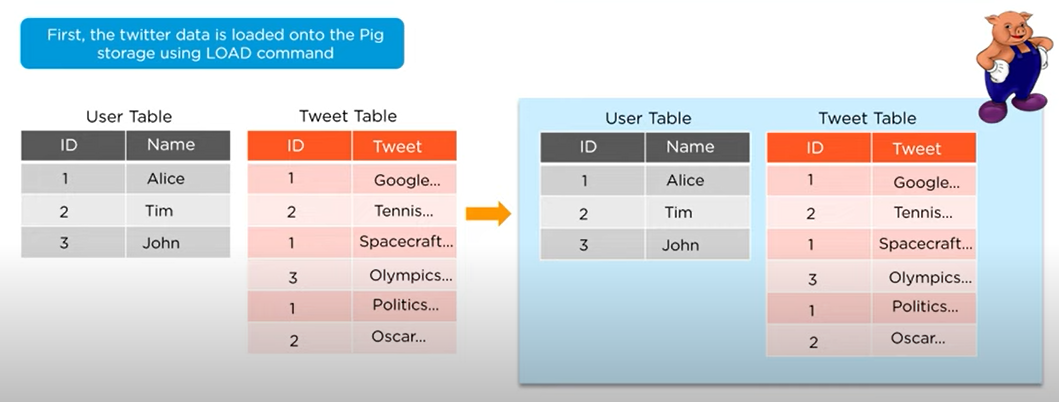 First, the twitter data is loaded onto the Pig
storage using LOAD command
User Table
ID Name
1 Alice
2 Tim
3 John
Tweet Table
ID Tweet
1 Google...
2 Tennis...
1 Spacecraft...
3 Olympics...
1 Politics...
2 Oscar...
User Table
ID Name
1 Alice
2 Tim
3 John
Tweet Table
ID Tweet
1 Google...
2 Tennis...
1 Spacecraft...
3 Olympics...
1 Politics...
2 Oscar...